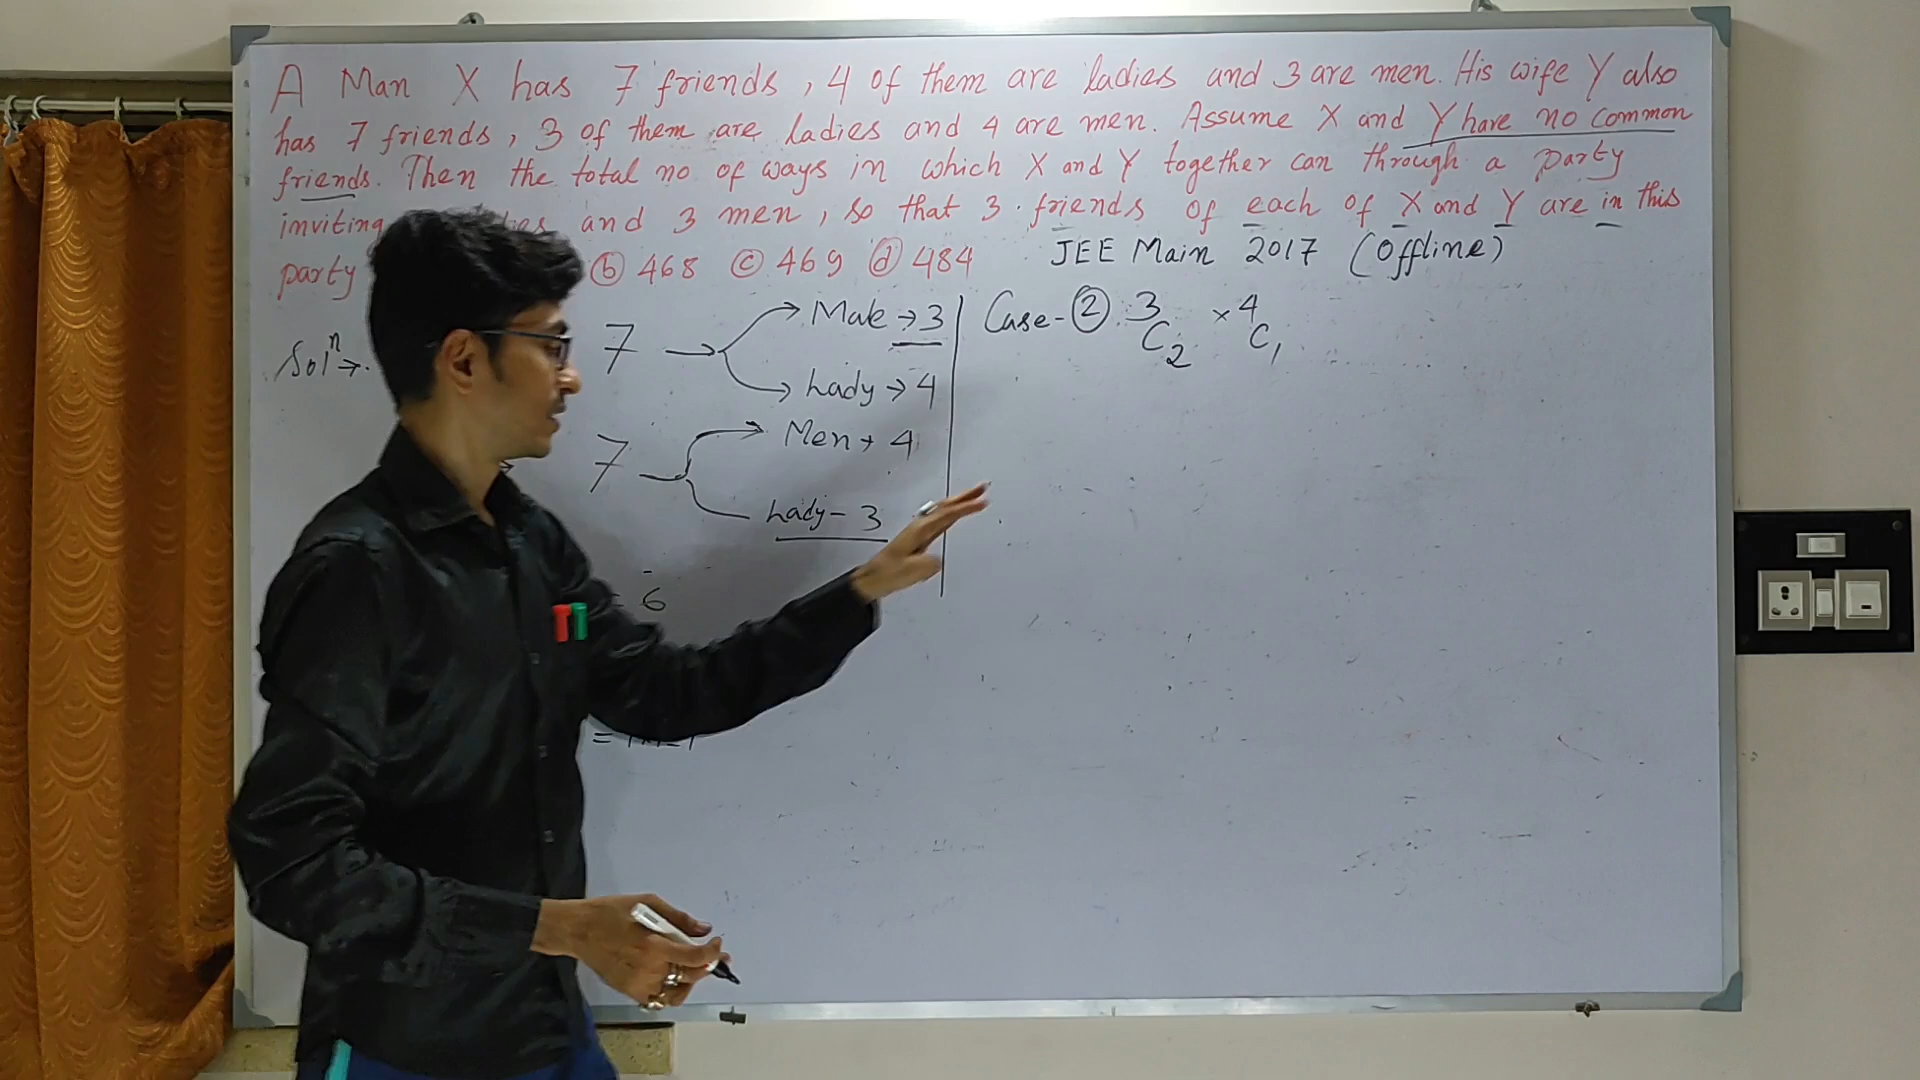 A Man X has 7 friends, 4 of them are ladies and 3 are men. His wife Y also
has 7 friends, 3 of them are ladies and 4 are men. Assume X and Y have no common
friends. Then the total no of ways in which X and Y together can through a party
inviting and 3 men, so that 3 friends of each of X and Y are in this
party ⓑ 468 ⓒ 469 ⓓ 484 JEE Main 2017 (Offline)
Solⁿ→.
7 → Male → 3
Lady → 4
7 Men → 4
Lady - 3
= 6
Case-② ³C₂ × ⁴C₁